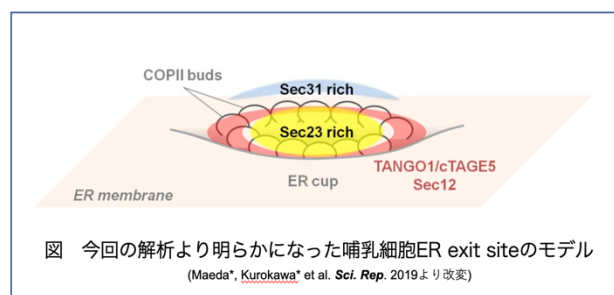 COPII buds
Sec31 rich
Sec23 rich
TANGO1/cTAGE5
Sec12
ER cup
ER membrane
図　今回の解析より明らかになった哺乳細胞ER exit siteのモデル
(Maeda*, Kurokawa* et al. Sci. Rep. 2019より改変)